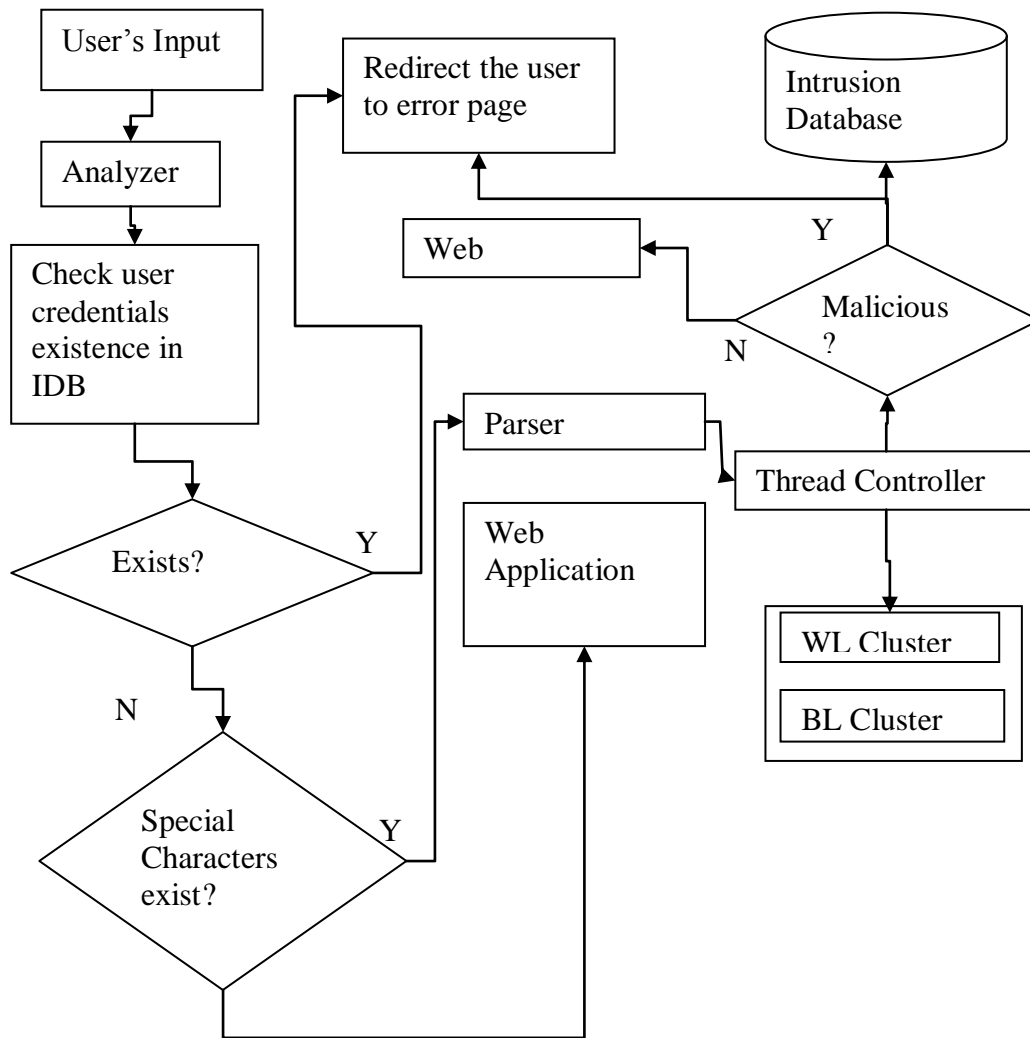 User's Input
Analyzer
Check user
credentials
existence in
IDB
Exists?
Y
N
Special
Characters
exist?
Y
Redirect the user
to error page
Web
Parser
Web
Application
Intrusion
Database
Y
Malicious
?
N
Thread Controller
WL Cluster
BL Cluster